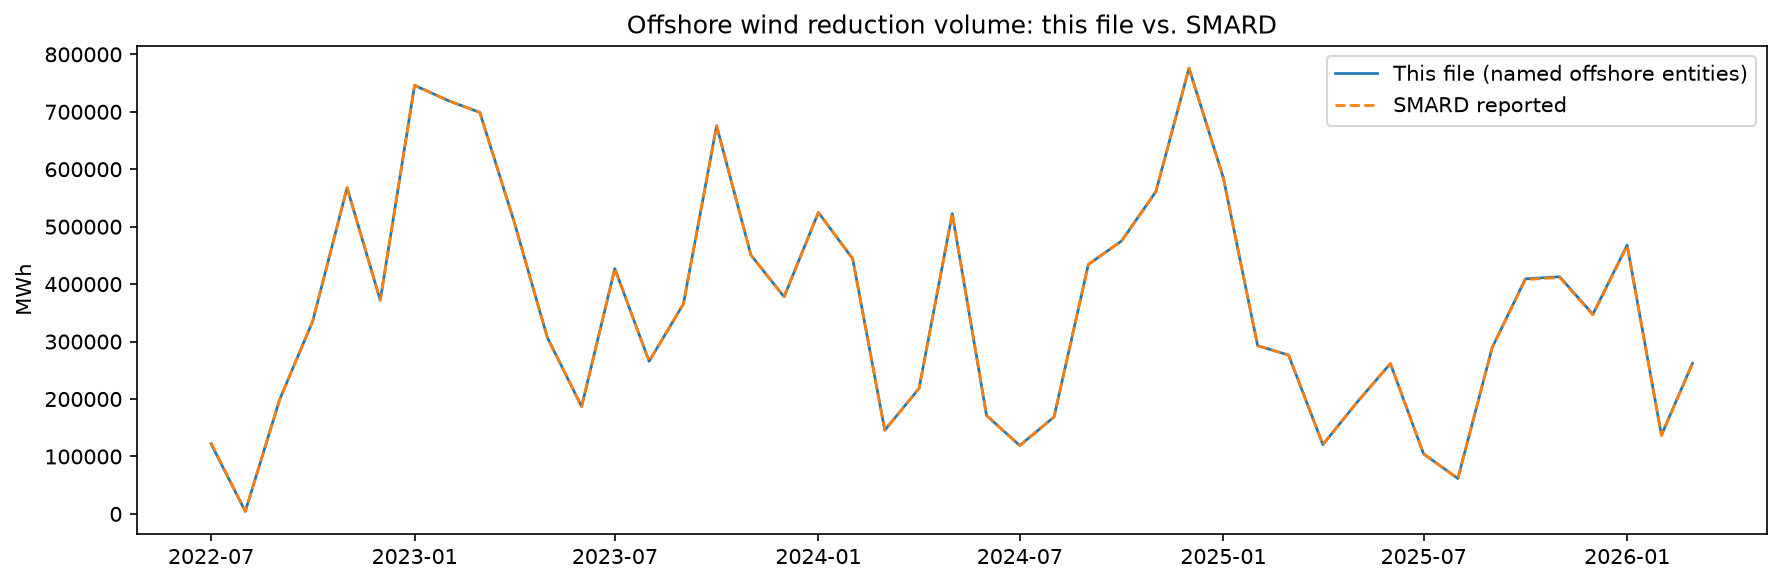 Offshore wind reduction volume: this file vs. SMARD
This file (named offshore entities)
SMARD reported
MWh
800000
700000
600000
500000
400000
300000
200000
100000
0
2022-07 2023-01 2023-07 2024-01 2024-07 2025-01 2025-07 2026-01